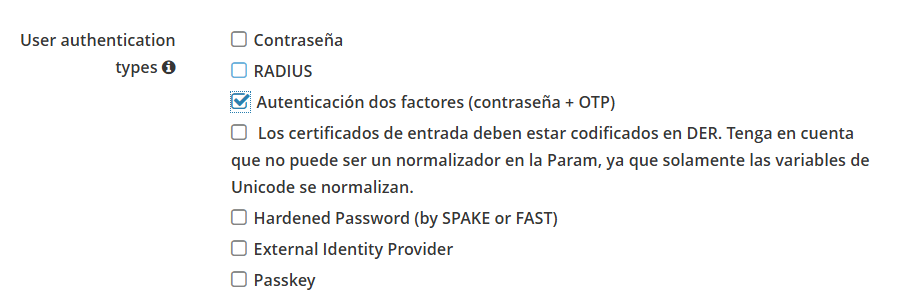 User authentication types
Contraseña
RADIUS
Autenticación dos factores (contraseña + OTP)
Los certificados de entrada deben estar codificados en DER. Tenga en cuenta
que no puede ser un normalizador en la Param, ya que solamente las variables de
Unicode se normalizan.
Hardened Password (by SPAKE or FAST)
External Identity Provider
Passkey